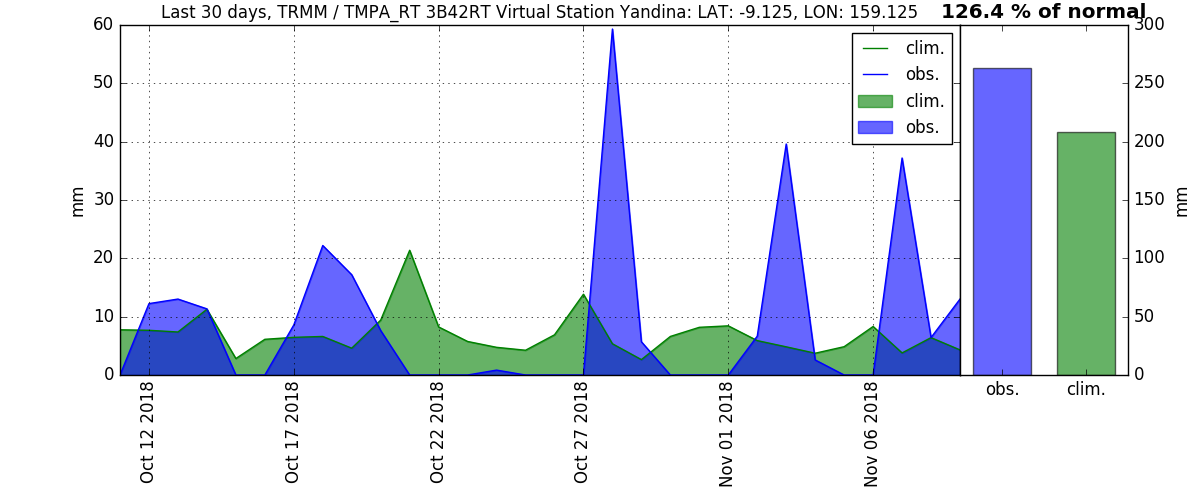 Last 30 days, TRMM / TMPA_RT 3B42RT Virtual Station Yandina: LAT: -9.125, LON: 159.125
126.4 % of normal
60
50
40
30
20
10
0
mm
clim.
obs.
clim.
obs.
Oct 12 2018
Oct 17 2018
Oct 22 2018
Oct 27 2018
Nov 01 2018
Nov 06 2018
300
250
200
150
100
50
0
mm
obs.
clim.